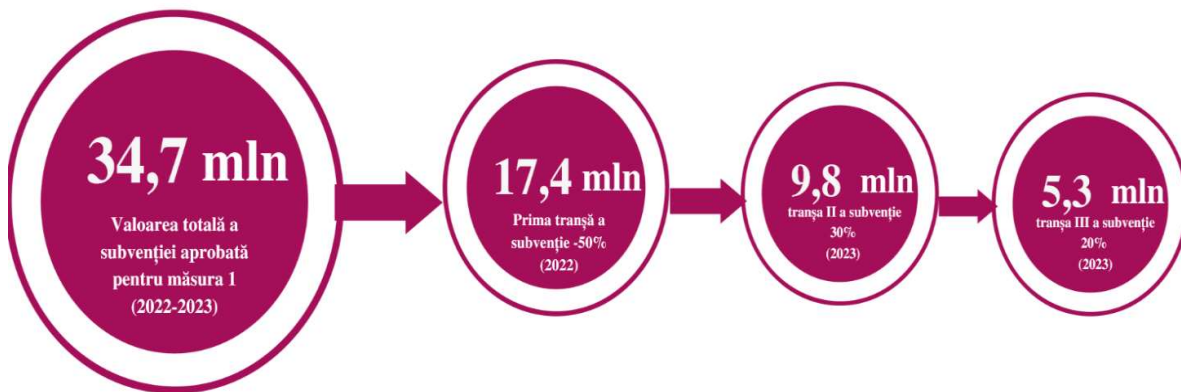 34,7 mln
Valoarea totală a
subvenției aprobată
pentru măsura 1
(2022-2023)
17,4 mln
Prima tranșă a
subvenție -50%
(2022)
9,8 mln
tranșa II a subvenție
30%
(2023)
5,3 mln
tranșa III a subvenție
20%
(2023)